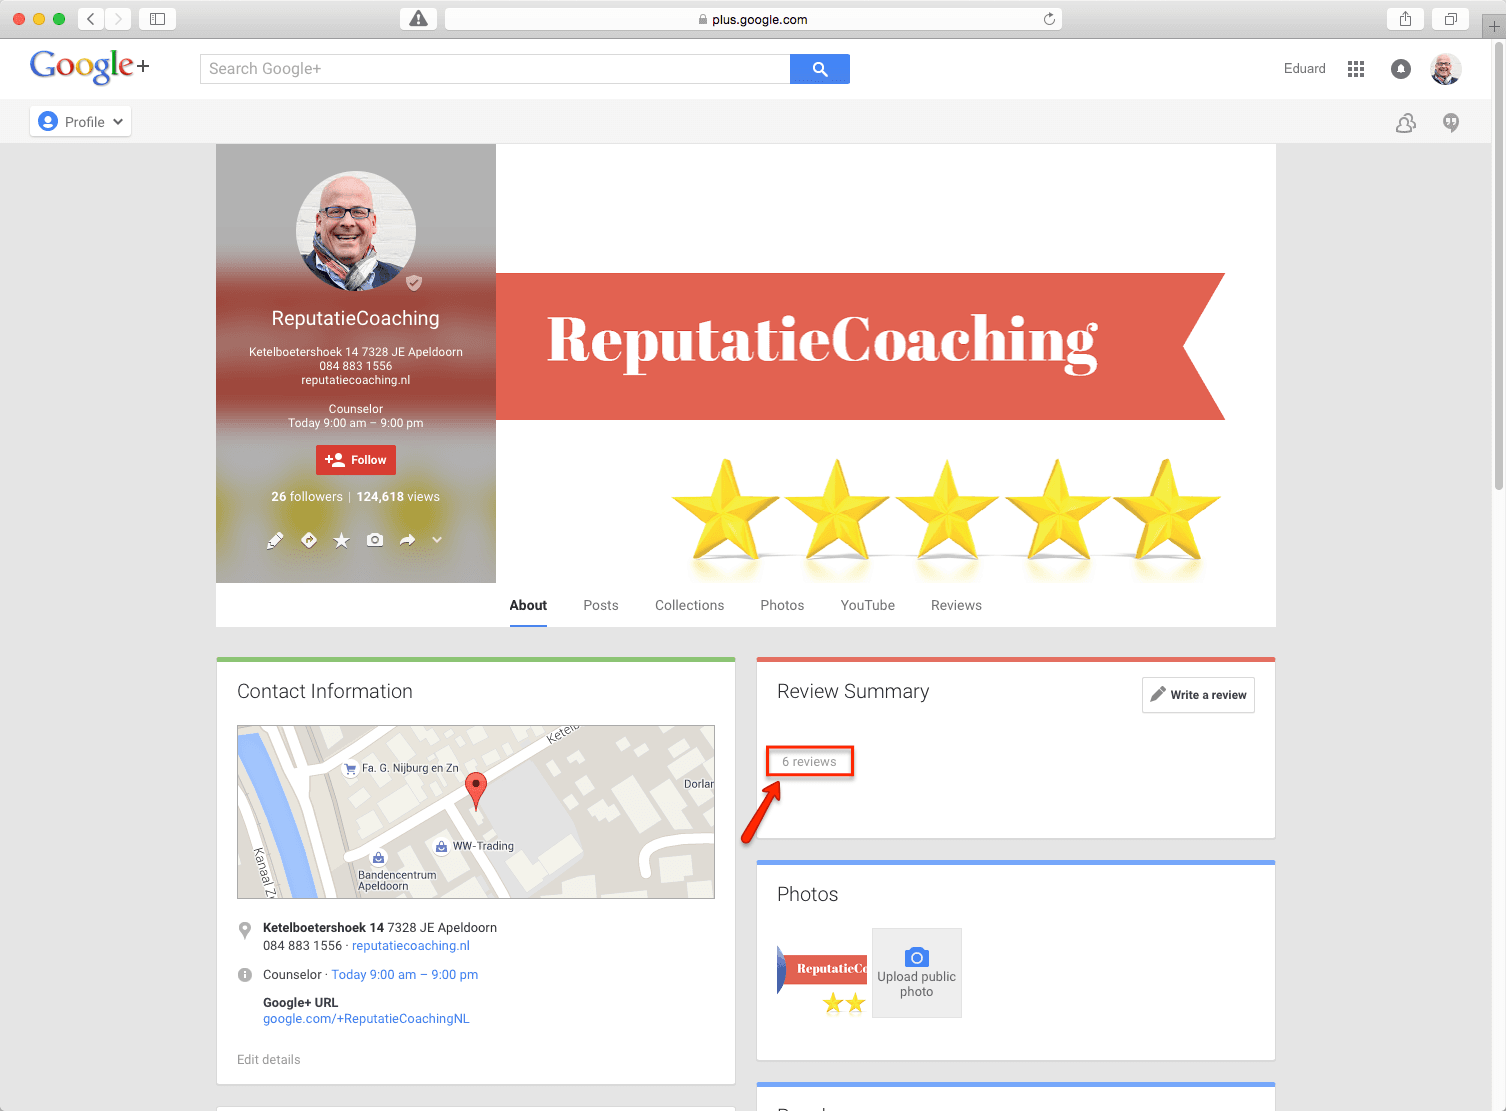 plus.google.com
Google+
Search Google+
Eduard
Profile
ReputatieCoaching
Ketelboetershoek 14 7328 JE Apeldoorn
084 883 1556
reputatiecoaching.nl
Counselor
Today 9:00 am – 9:00 pm
Follow
26 followers | 124,618 views
ReputatieCoaching
About Posts Collections Photos YouTube Reviews
Contact Information
Ketelb
Fa. G. Nijburg en Zn
Dorlar
WW-Trading
Bandencentrum
Apeldoorn
Kanaal Z
Ketelboetershoek 14 7328 JE Apeldoorn
084 883 1556 · reputatiecoaching.nl
Counselor · Today 9:00 am – 9:00 pm
Google+ URL
google.com/+ReputatieCoachingNL
Edit details
Review Summary
Write a review
6 reviews
Photos
ReputatieCo
Upload public
photo